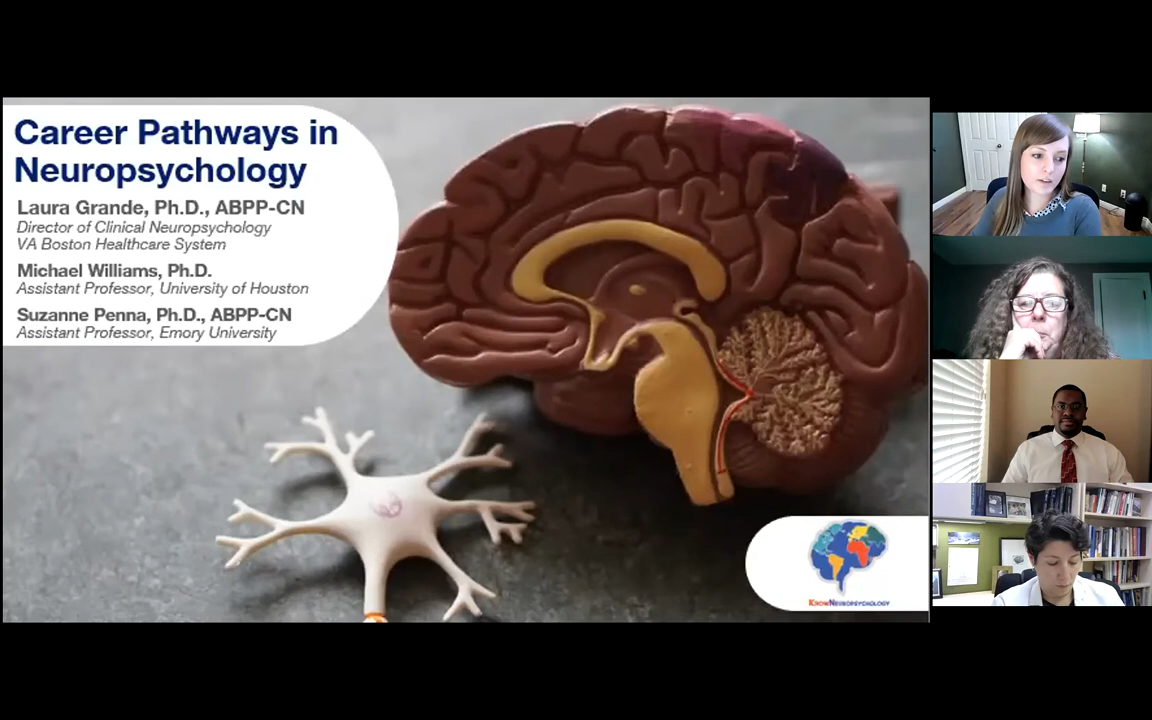 Career Pathways in
Neuropsychology
Laura Grande, Ph.D., ABPP-CN
Director of Clinical Neuropsychology
VA Boston Healthcare System
Michael Williams, Ph.D.
Assistant Professor, University of Houston
Suzanne Penna, Ph.D., ABPP-CN
Assistant Professor, Emory University
KnowNeuropsychology